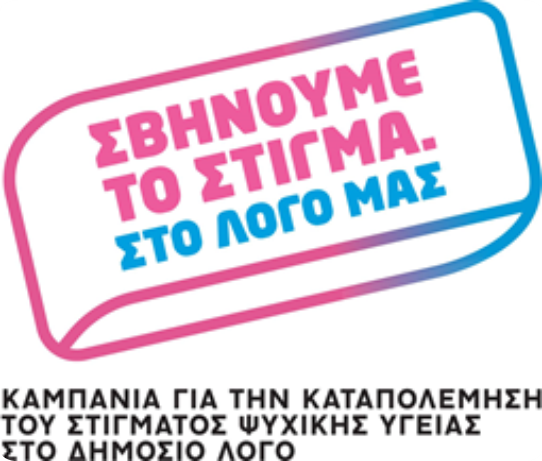 ΣΒΗΝΟΥΜΕ
ΤΟ ΣΤΙΓΜΑ.
ΣΤΟ ΛΟΓΟ ΜΑΣ
ΚΑΜΠΑΝΙΑ ΓΙΑ ΤΗΝ ΚΑΤΑΠΟΛΕΜΗΣΗ
ΤΟΥ ΣΤΙΓΜΑΤΟΣ ΨΥΧΙΚΗΣ ΥΓΕΙΑΣ
ΣΤΟ ΔΗΜΟΣΙΟ ΛΟΓΟ